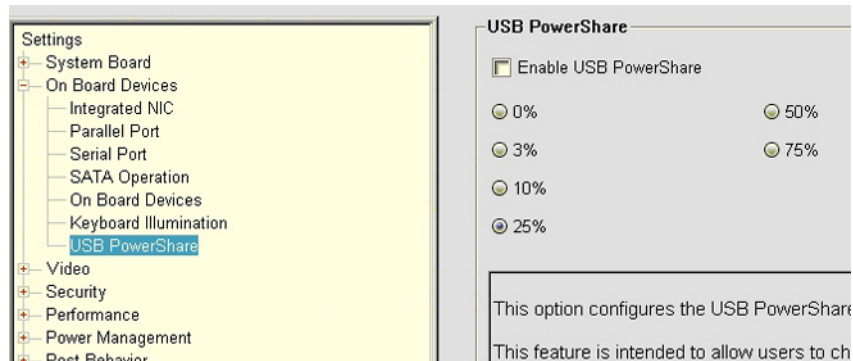 Settings
System Board
On Board Devices
Integrated NIC
Parallel Port
Serial Port
SATA Operation
On Board Devices
Keyboard Illumination
USB PowerShare
Video
Security
Performance
Power Management
Post Behavior
USB PowerShare
Enable USB PowerShare
0%
50%
3%
75%
10%
25%
This option configures the USB PowerShare
This feature is intended to allow users to ch